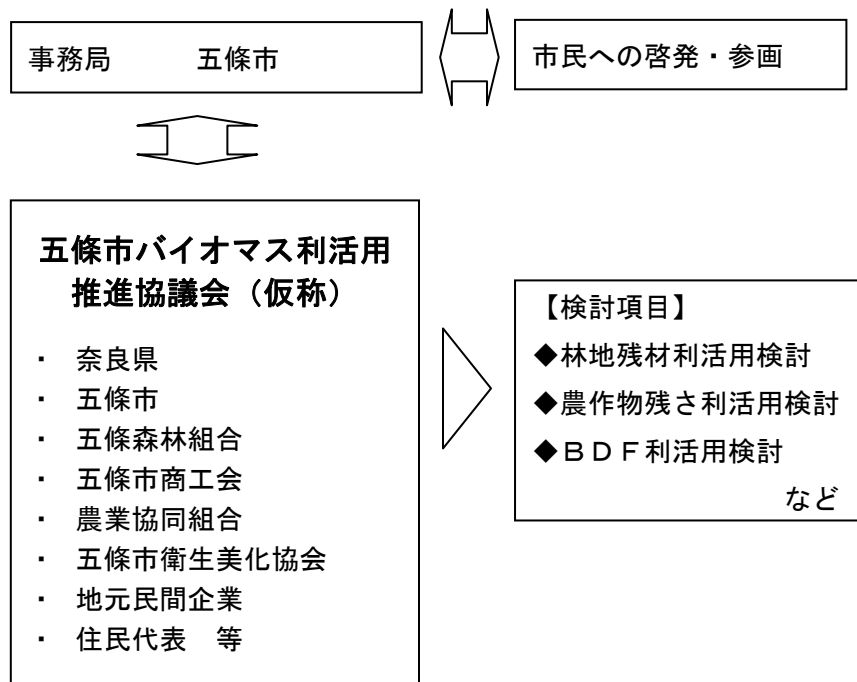 事務局　　　五條市
市民への啓発・参画
五條市バイオマス利活用
推進協議会（仮称）
・　奈良県
・　五條市
・　五條森林組合
・　五條市商工会
・　農業協同組合
・　五條市衛生美化協会
・　地元民間企業
・　住民代表　等
【検討項目】
◆林地残材利活用検討
◆農作物残さ利活用検討
◆ＢＤＦ利活用検討
など